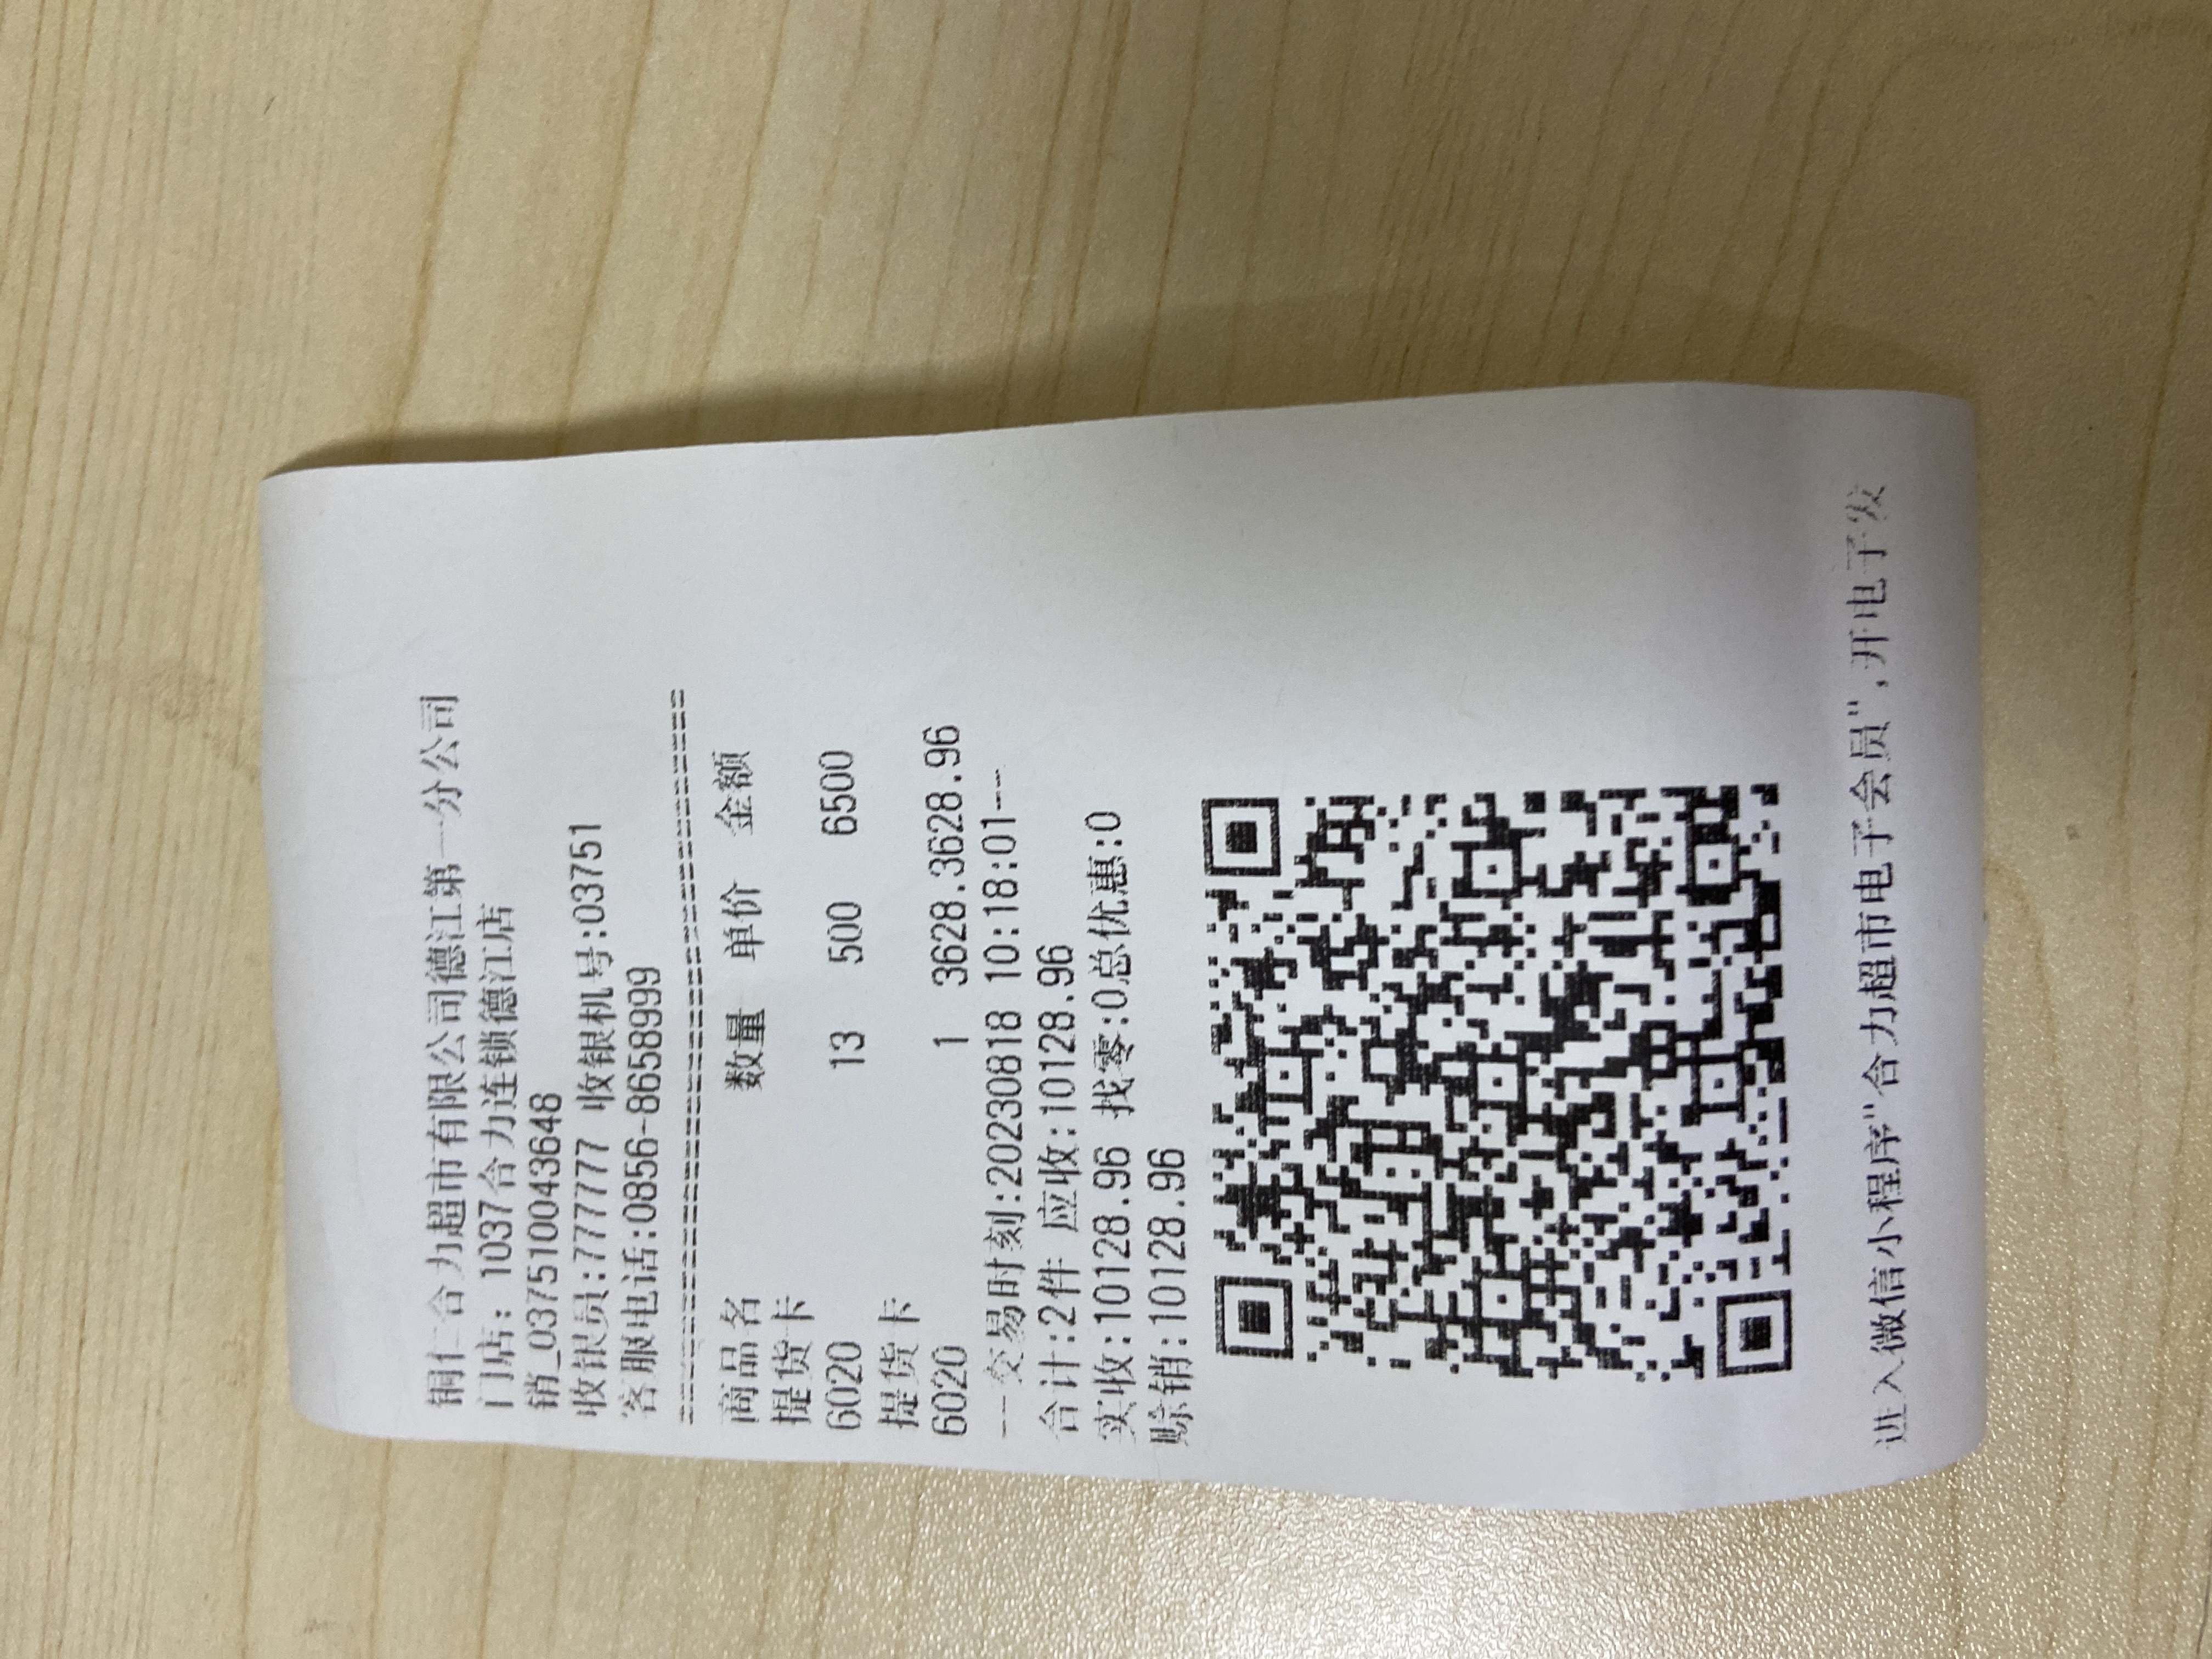 铜仁合力超市有限公司德江第一分公司
门店: 1037合力连锁德江店
销_0375100043648
收银员:777777 收银机号:03751
客服电话:0856-8658999
========================================
商品名 数量 单价 金额
提货卡
6020 13 500 6500
提货卡
6020 1 3628.3628.96
--交易时刻:20230818 10:18:01--
合计:2件 应收:10128.96
实收:10128.96 找零:0总优惠:0
赊销:10128.96
进入微信小程序"合力超市电子会员",开电子发